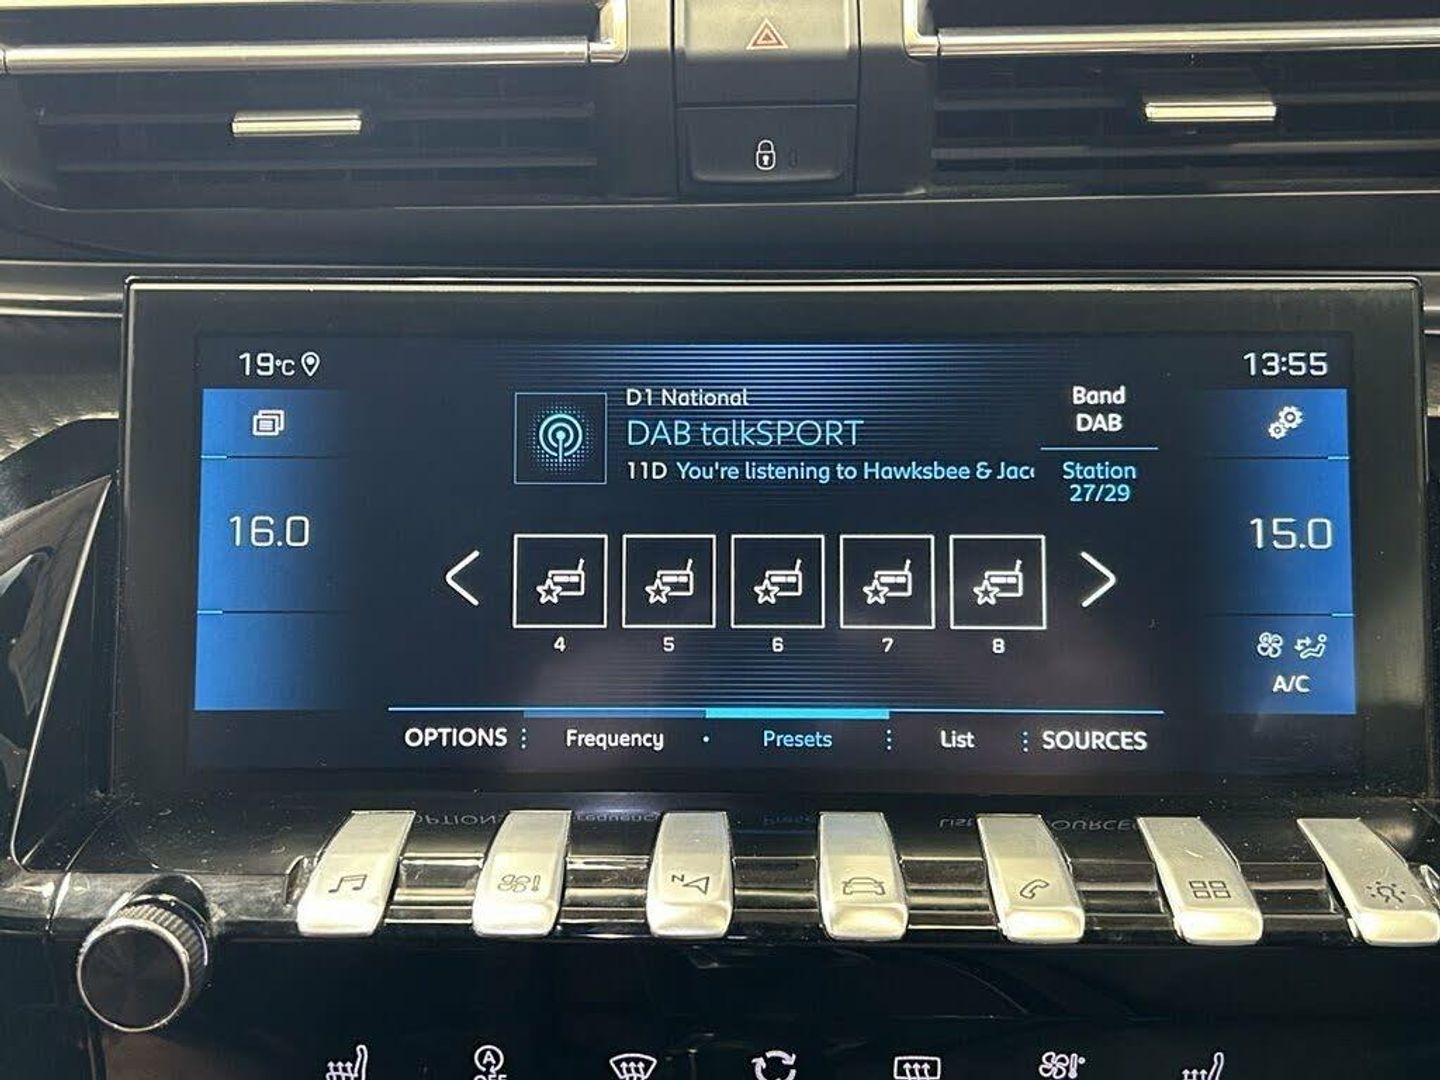 19°C
13:55
D1 National
DAB talkSPORT
11D You're listening to Hawksbee & Jac
Band
DAB
Station
27/29
16.0
15.0
4 5 6 7 8
A/C
OPTIONS Frequency Presets List SOURCES
N
A
OFF